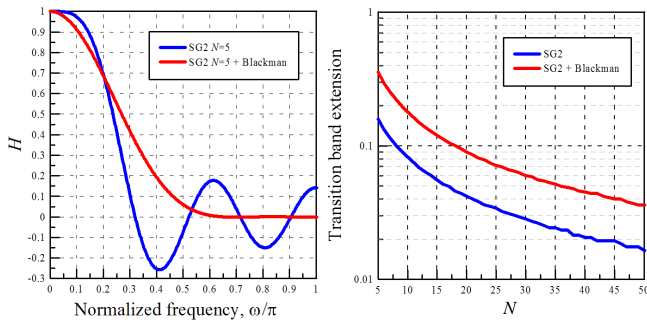 1
0.9
0.8
0.7
0.6
0.5
0.4
0.3
0.2
0.1
0
-0.1
-0.2
-0.3
H
0 0.1 0.2 0.3 0.4 0.5 0.6 0.7 0.8 0.9 1
Normalized frequency, ω/π
SG2 N=5
SG2 N=5 + Blackman
1
0.1
0.01
Transition band extension
5 10 15 20 25 30 35 40 45 50
N
SG2
SG2 + Blackman